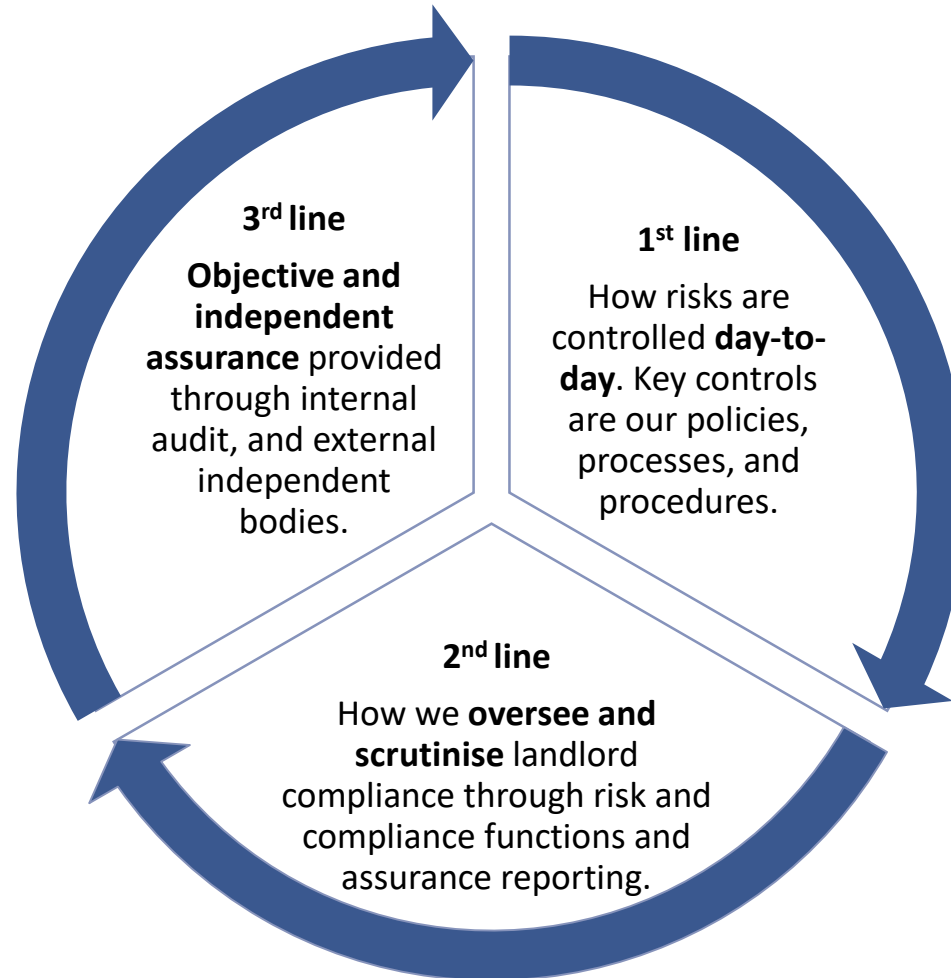 1st line
How risks are
controlled day-to-
day. Key controls
are our policies,
processes, and
procedures.
2nd line
How we oversee and
scrutinise landlord
compliance through risk and
compliance functions and
assurance reporting.
3rd line
Objective and
independent
assurance provided
through internal
audit, and external
independent
bodies.